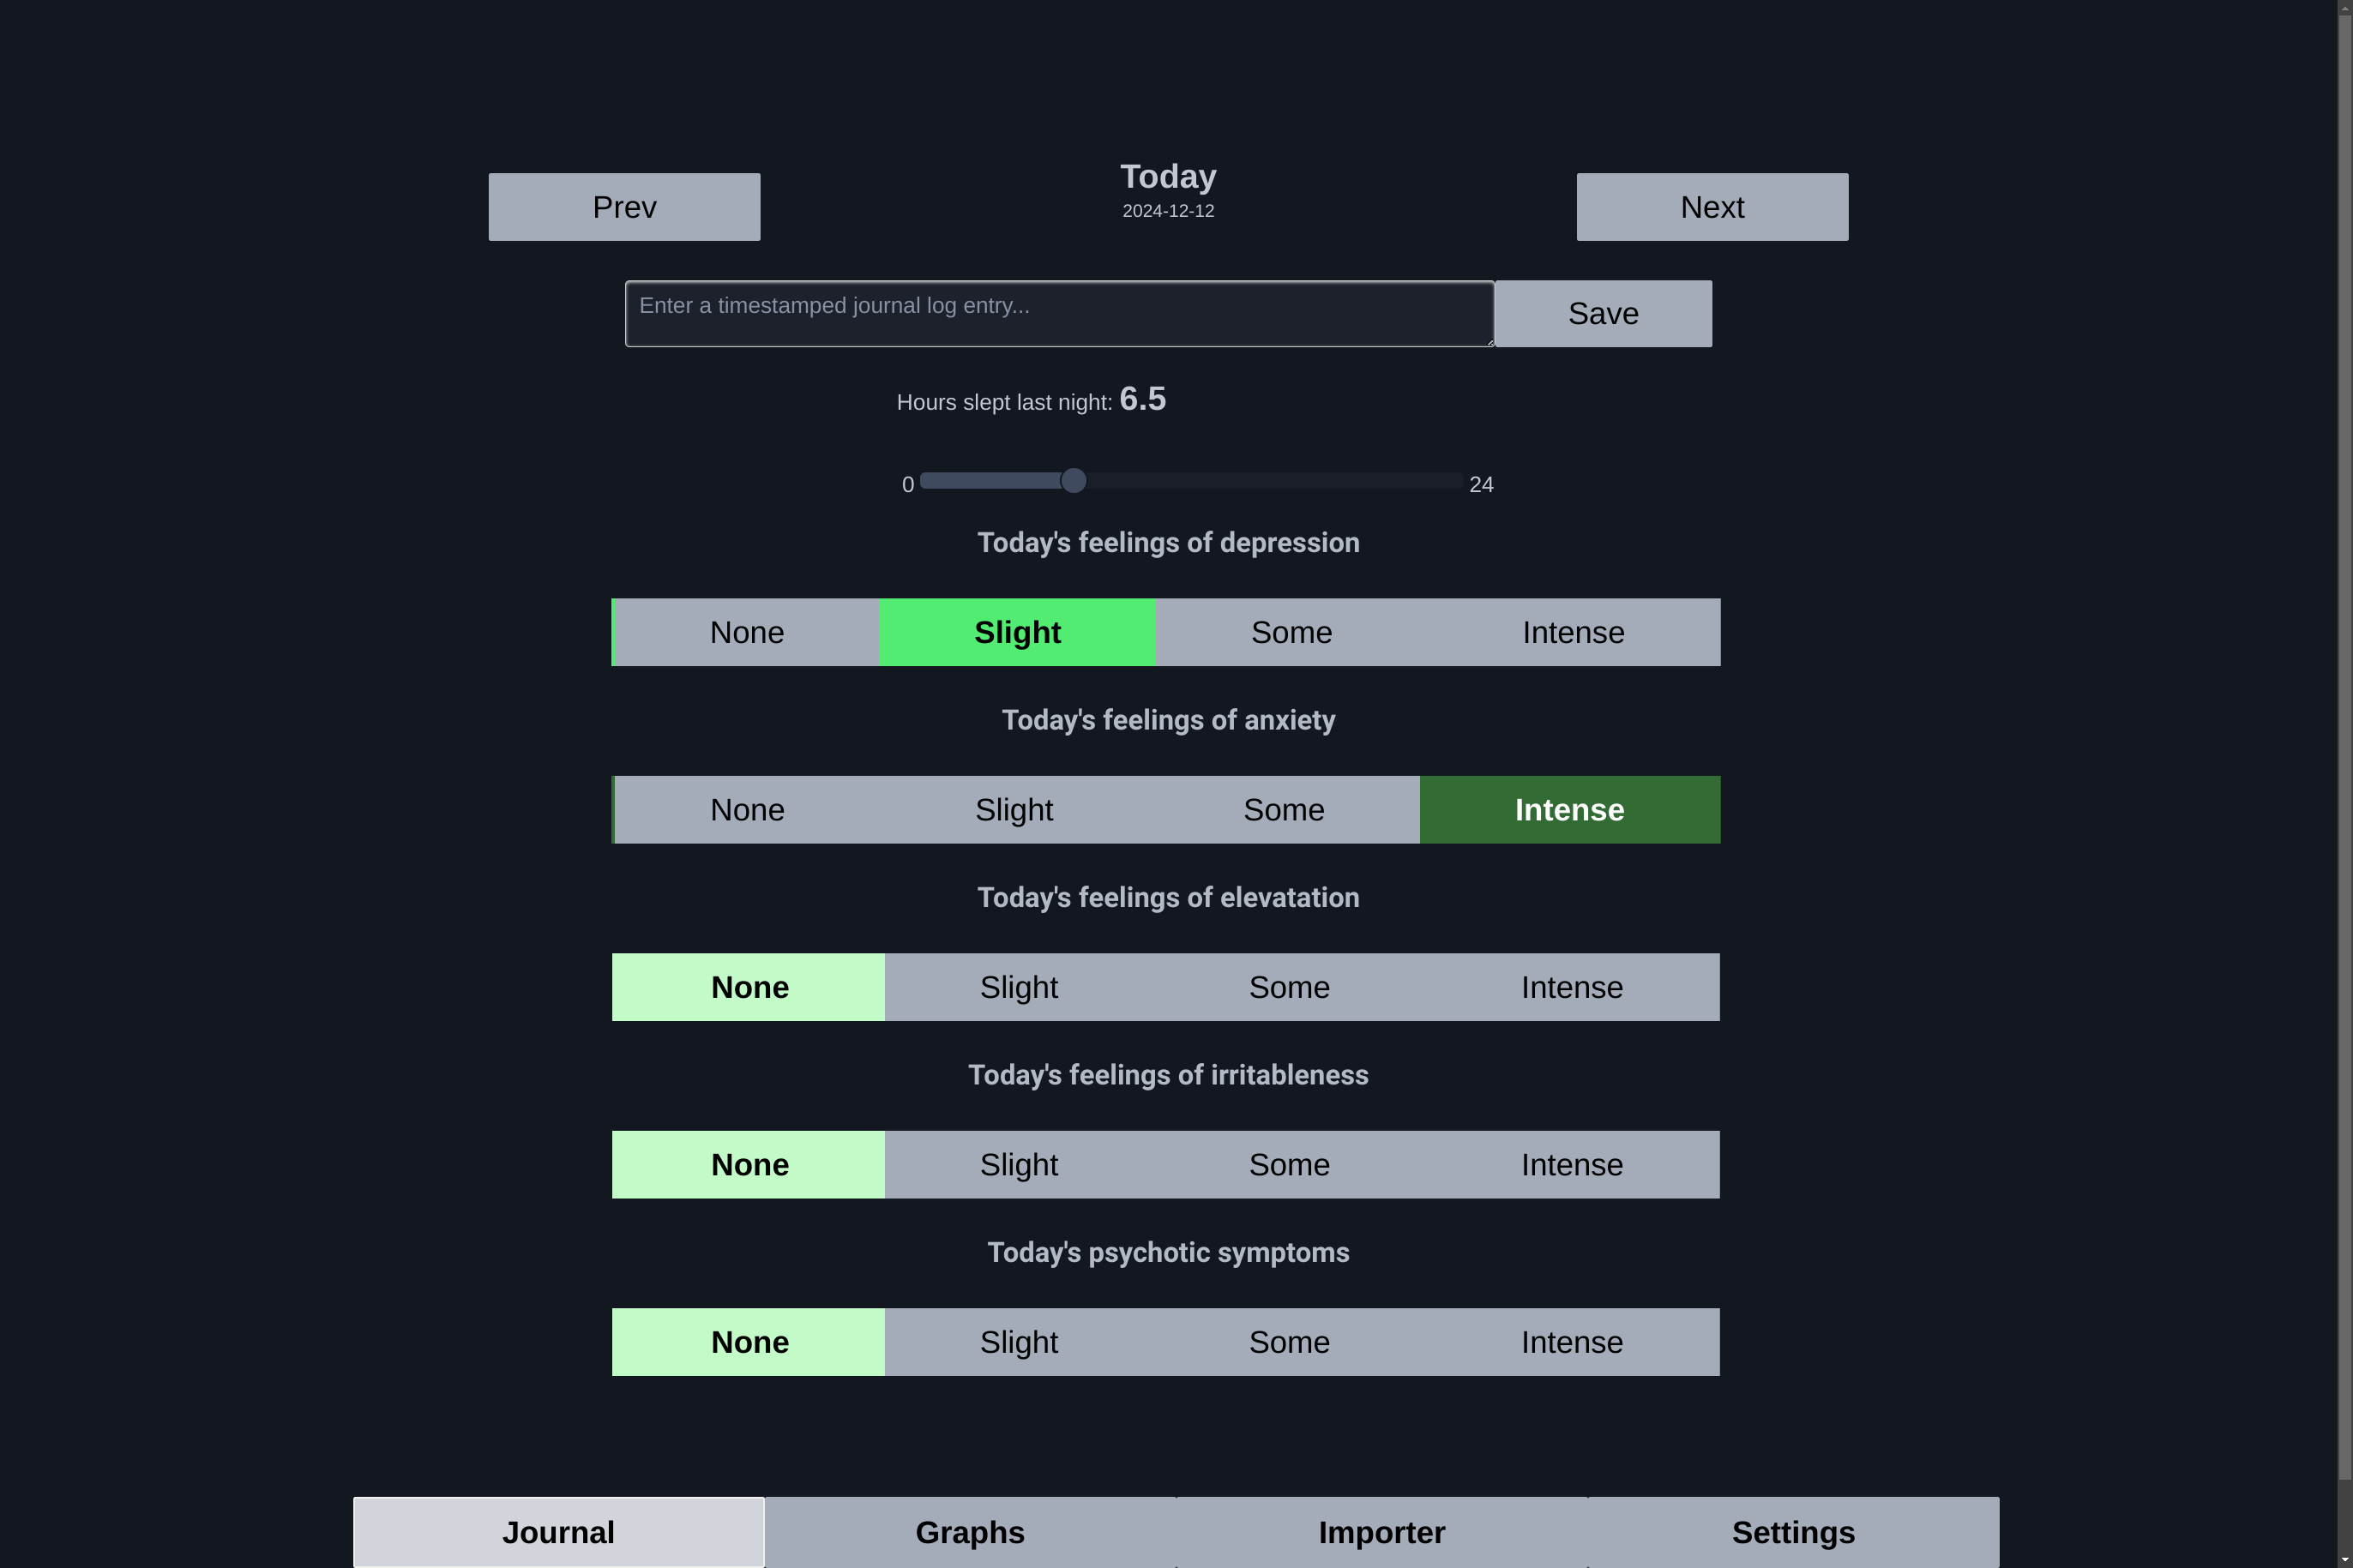 Prev
Today
2024-12-12
Next
Enter a timestamped journal log entry...
Save
Hours slept last night: 6.5
0 24
Today's feelings of depression
None Slight Some Intense
Today's feelings of anxiety
None Slight Some Intense
Today's feelings of elevatation
None Slight Some Intense
Today's feelings of irritableness
None Slight Some Intense
Today's psychotic symptoms
None Slight Some Intense
Journal Graphs Importer Settings